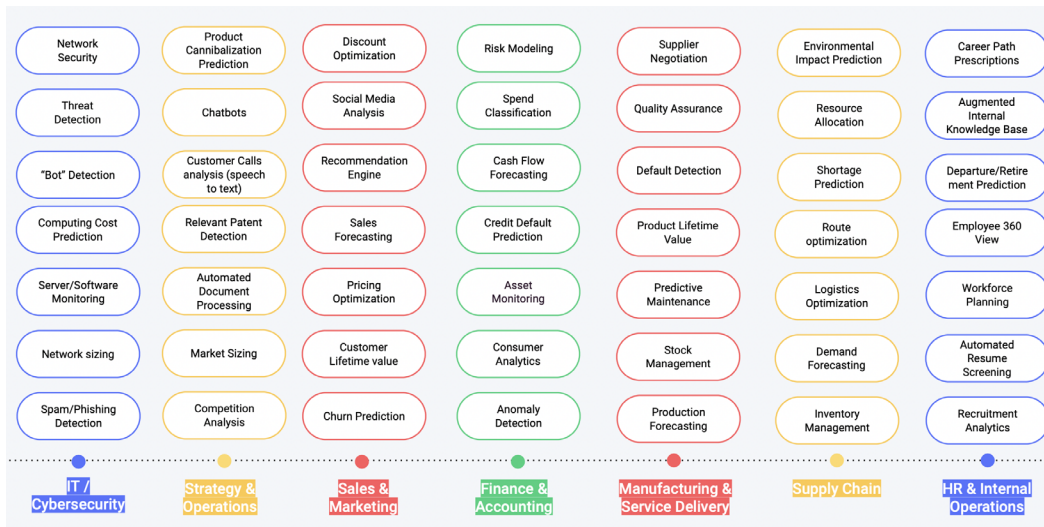 Network
Security
Threat
Detection
“Bot” Detection
Computing Cost
Prediction
Server/Software
Monitoring
Network sizing
Spam/Phishing
Detection
IT /
Cybersecurity
Product
Cannibalization
Prediction
Chatbots
Customer Calls
analysis (speech
to text)
Relevant Patent
Detection
Automated
Document
Processing
Market Sizing
Competition
Analysis
Strategy &
Operations
Discount
Optimization
Social Media
Analysis
Recommendation
Engine
Sales
Forecasting
Pricing
Optimization
Customer
Lifetime value
Churn Prediction
Sales &
Marketing
Risk Modeling
Spend
Classification
Cash Flow
Forecasting
Credit Default
Prediction
Asset
Monitoring
Consumer
Analytics
Anomaly
Detection
Finance &
Accounting
Supplier
Negotiation
Quality Assurance
Default Detection
Product Lifetime
Value
Predictive
Maintenance
Stock
Management
Production
Forecasting
Manufacturing &
Service Delivery
Environmental
Impact Prediction
Resource
Allocation
Shortage
Prediction
Route
optimization
Logistics
Optimization
Demand
Forecasting
Inventory
Management
Supply Chain
Career Path
Prescriptions
Augmented
Internal
Knowledge Base
Departure/Retire
ment Prediction
Employee 360
View
Workforce
Planning
Automated
Resume
Screening
Recruitment
Analytics
HR & Internal
Operations